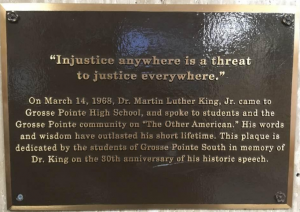 “Injustice anywhere is a threat
to justice everywhere.”
On March 14, 1968, Dr. Martin Luther King, Jr. came to
Grosse Pointe High School, and spoke to students and the
Grosse Pointe community on “The Other American.” His words
and wisdom have outlasted his short lifetime. This plaque is
dedicated by the students of Grosse Pointe South in memory of
Dr. King on the 30th anniversary of his historic speech.